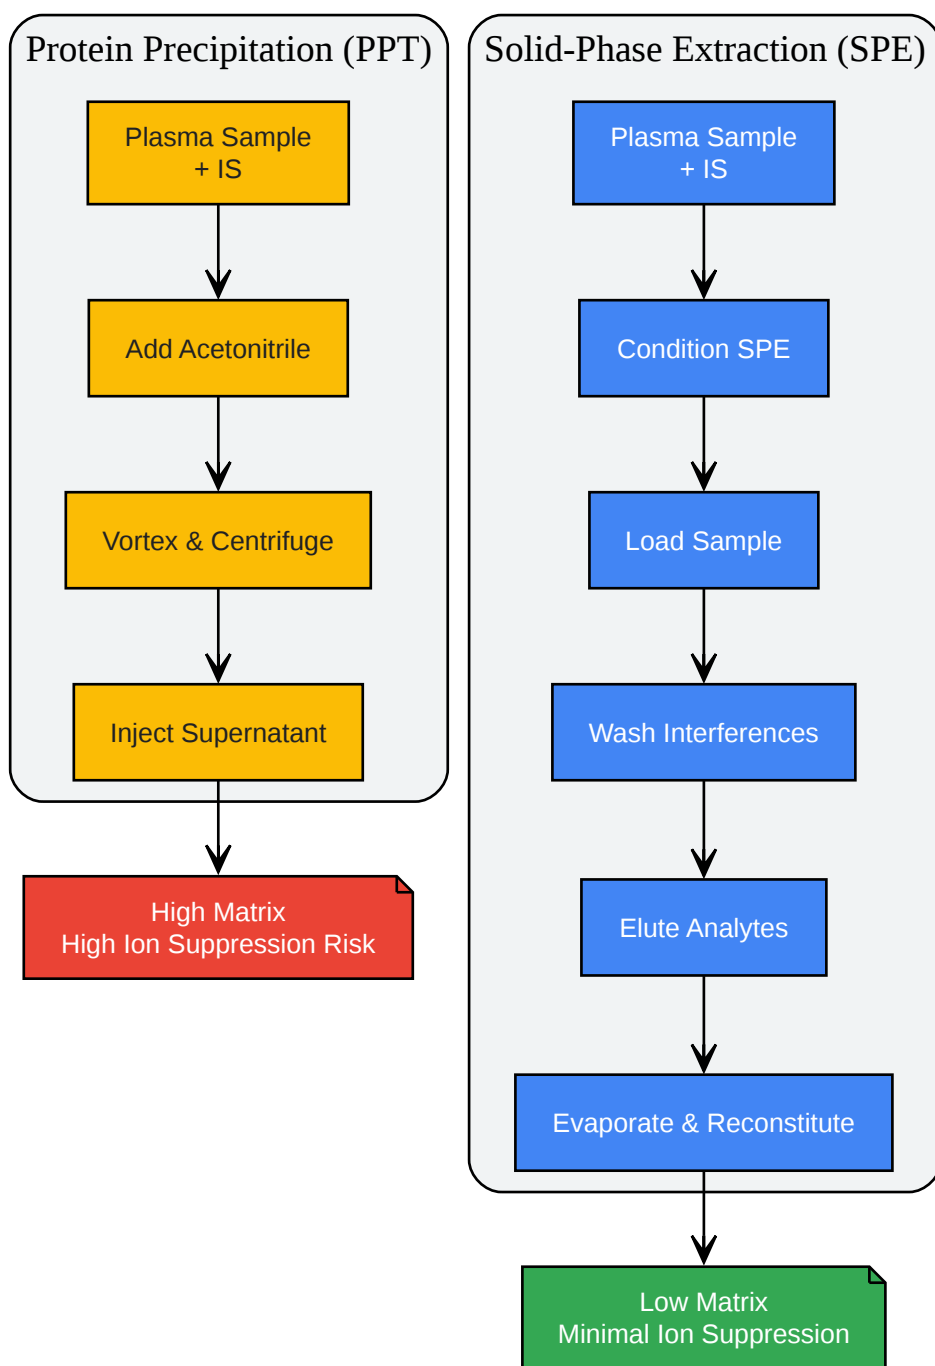 Protein Precipitation (PPT)
Plasma Sample
+ IS
Add Acetonitrile
Vortex & Centrifuge
Inject Supernatant
High Matrix
High Ion Suppression Risk
Solid-Phase Extraction (SPE)
Plasma Sample
+ IS
Condition SPE
Load Sample
Wash Interferences
Elute Analytes
Evaporate & Reconstitute
Low Matrix
Minimal Ion Suppression